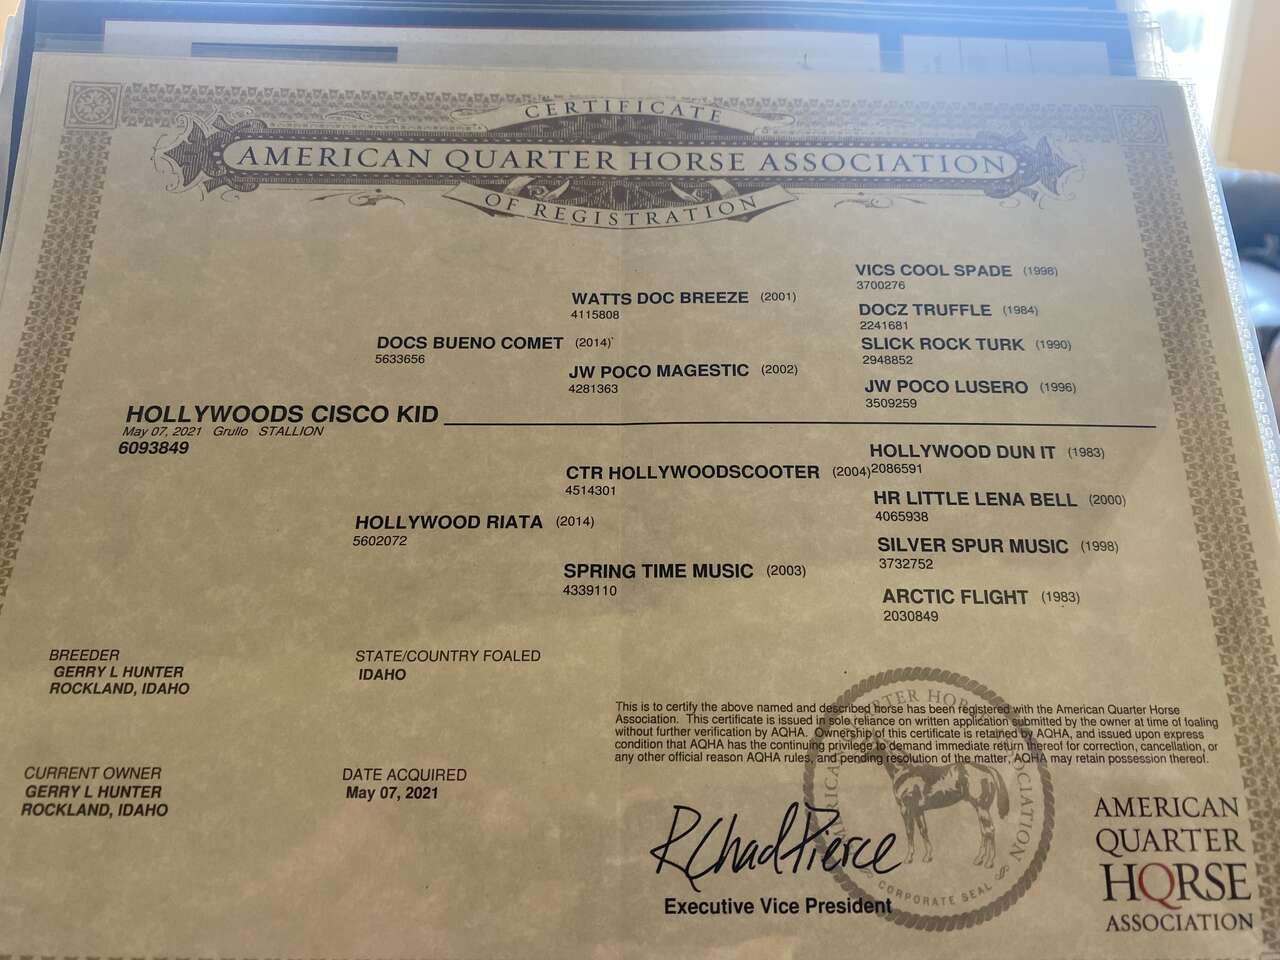 CERTIFICATE
AMERICAN QUARTER HORSE ASSOCIATION
OF REGISTRATION
VICS COOL SPADE (1998)
3700276
WATTS DOC BREEZE (2001)
4115808
DOCZ TRUFFLE (1984)
2241681
DOCS BUENO COMET (2014)
5633656
SLICK ROCK TURK (1990)
2948852
JW POCO MAGESTIC (2002)
4281363
JW POCO LUSERO (1996)
3509259
HOLLYWOODS CISCO KID
May 07, 2021 Grullo STALLION
6093849
HOLLYWOOD DUN IT (1983)
2086591
CTR HOLLYWOODSCOOTER (2004)
4514301
HR LITTLE LENA BELL (2000)
4065938
HOLLYWOOD RIATA (2014)
5602072
SILVER SPUR MUSIC (1998)
3732752
SPRING TIME MUSIC (2003)
4339110
ARCTIC FLIGHT (1983)
2030849
BREEDER
GERRY L HUNTER
ROCKLAND, IDAHO
STATE/COUNTRY FOALED
IDAHO
CURRENT OWNER
GERRY L HUNTER
ROCKLAND, IDAHO
DATE ACQUIRED
May 07, 2021
This is to certify the above named and described horse has been registered with the American Quarter Horse
Association. This certificate is issued in sole reliance on written application submitted by the owner at time of foaling
without further verification by AQHA. Ownership of this certificate is retained by AQHA, and issued upon express
condition that AQHA has the continuing privilege to demand immediate return thereof for correction, cancellation, or
any other official reason AQHA rules, and pending resolution of the matter, AQHA may retain possession thereof.
R Chad Pierce
Executive Vice President
CORPORATE SEAL
AMERICAN
QUARTER
HORSE
ASSOCIATION